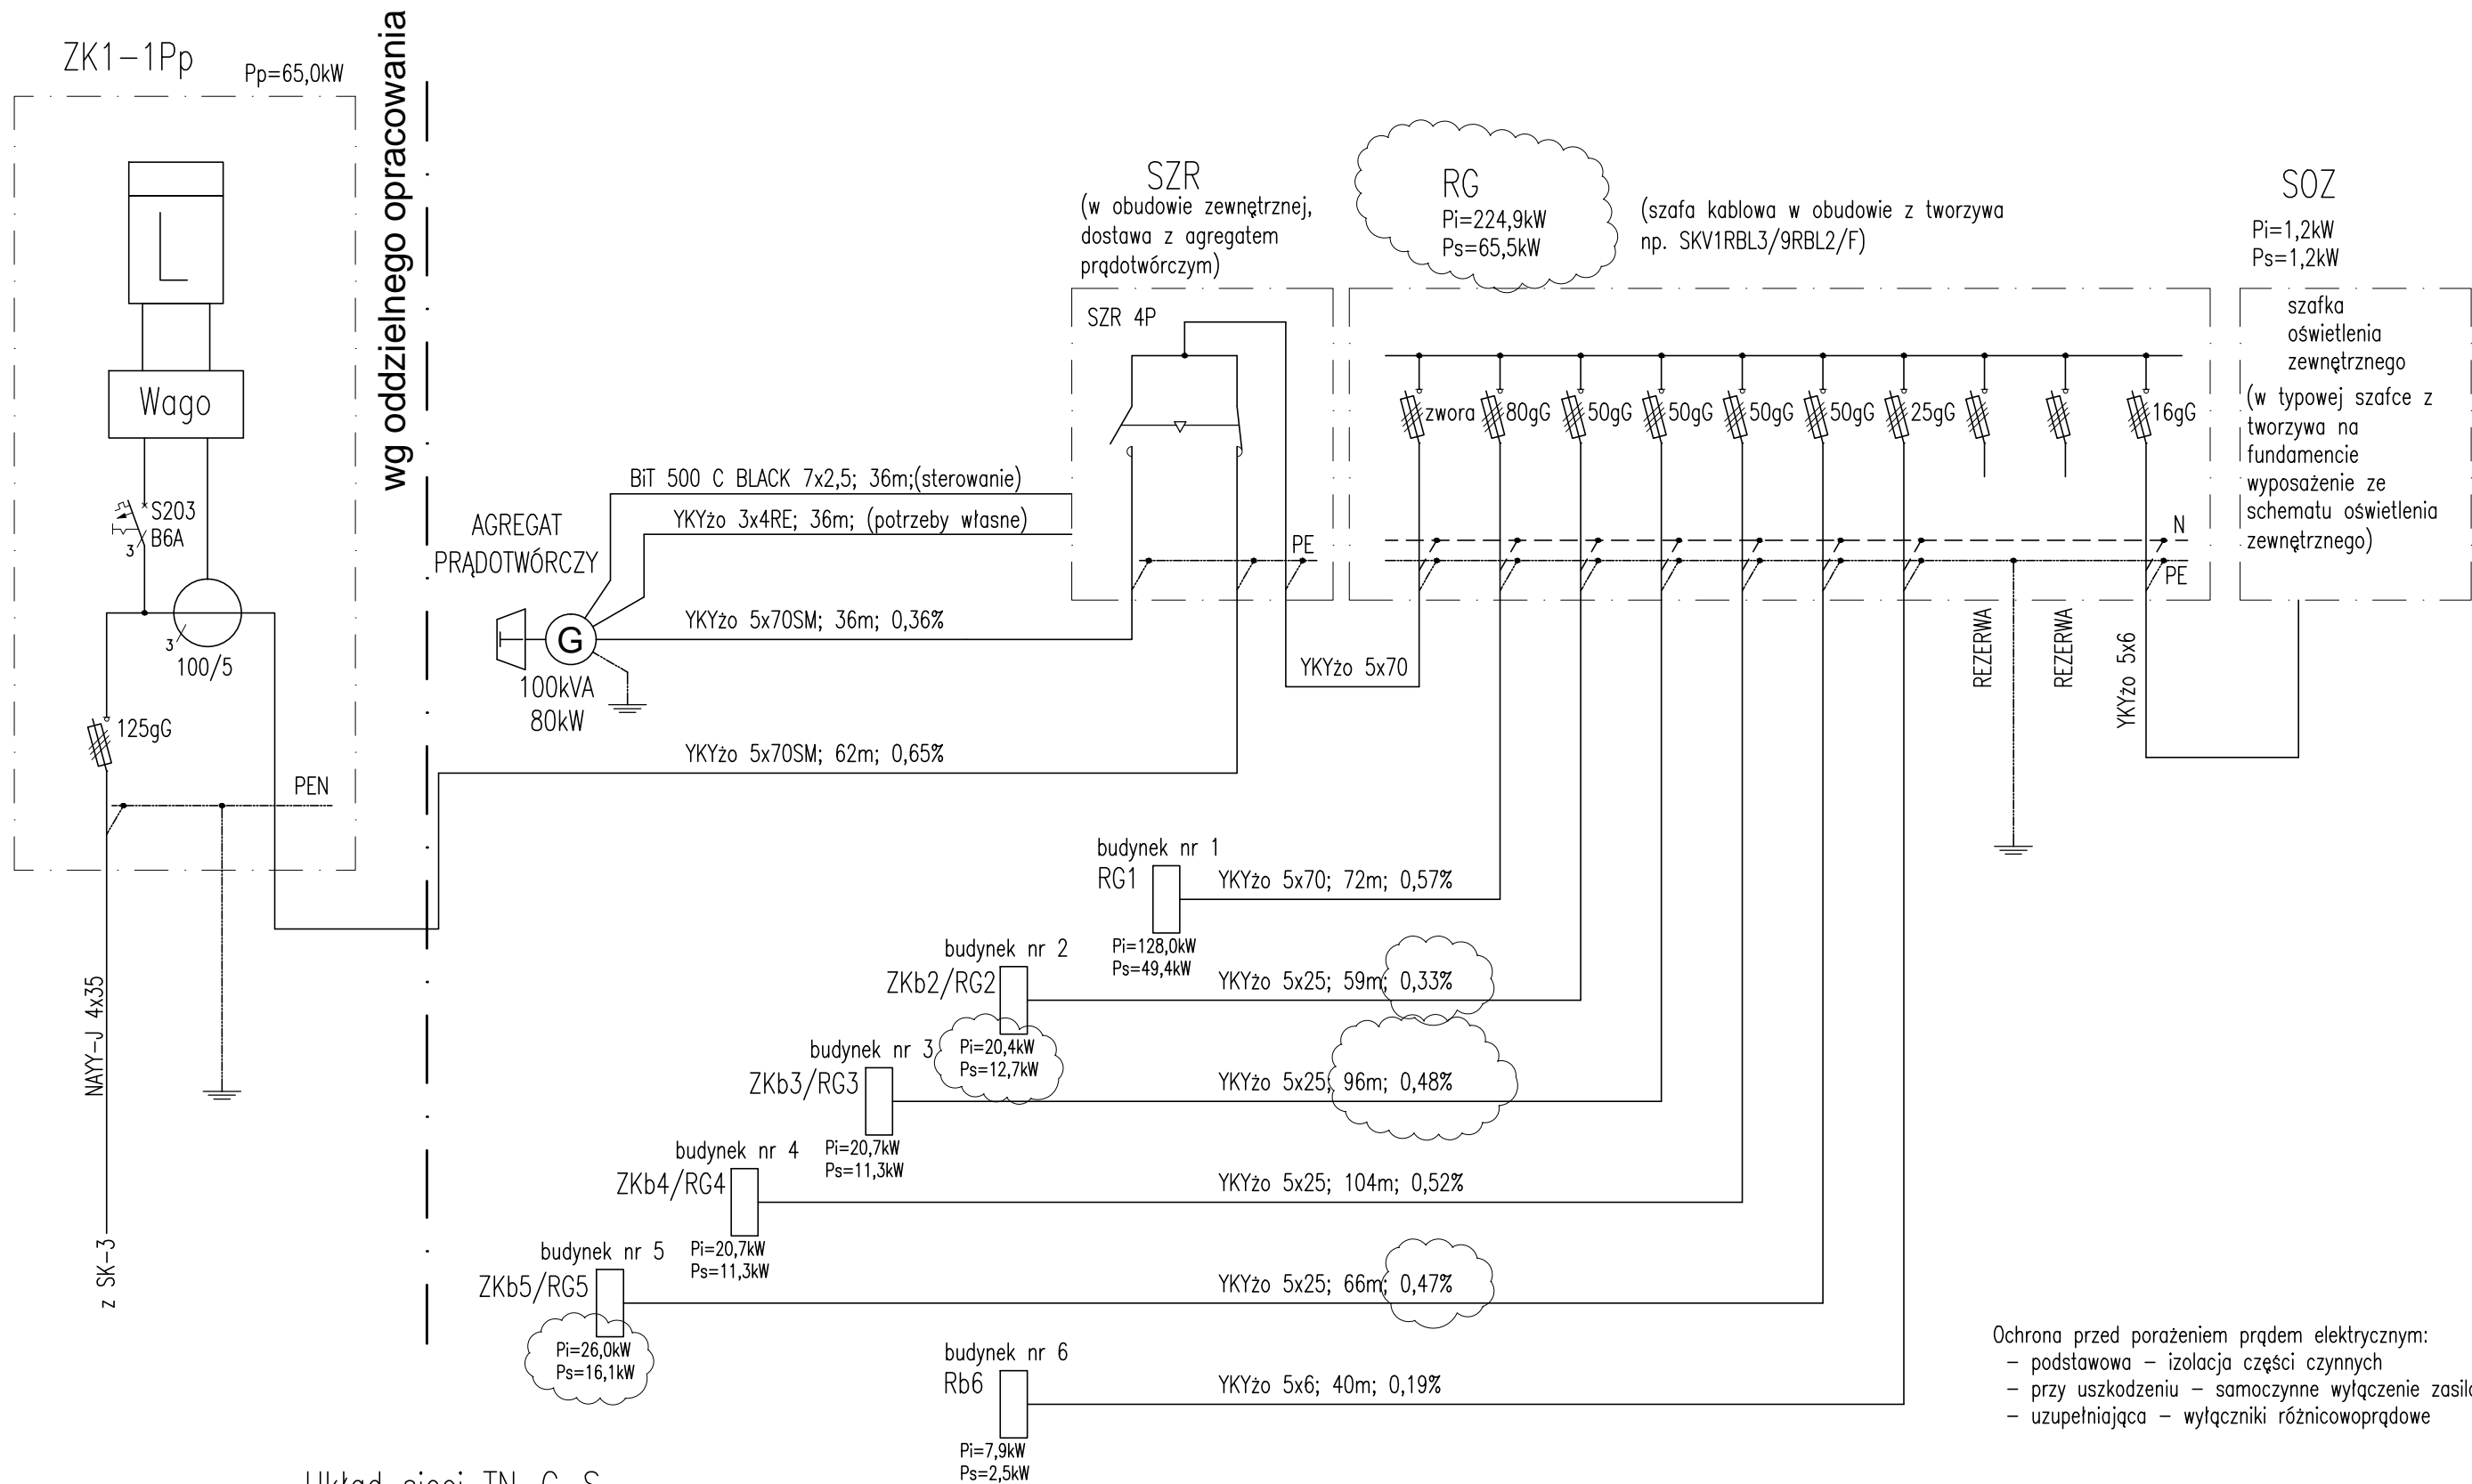 ZK1-1Pp
Pp=65,0kW
wg oddzielnego opracowania
L
Wago
S203
B6A
3
3
100/5
125gG
PEN
NAYY-J 4x35
z SK-3
AGREGAT
PRĄDOTWÓRCZY
G
100kVA
80kW
BiT 500 C BLACK 7x2,5; 36m;(sterowanie)
YKYżo 3x4RE; 36m; (potrzeby własne)
YKYżo 5x70SM; 36m; 0,36%
YKYżo 5x70SM; 62m; 0,65%
SZR
(w obudowie zewnętrznej,
dostawa z agregatem
prądotwórczym)
SZR 4P
PE
YKYżo 5x70
RG
Pi=224,9kW
Ps=65,5kW
(szafa kablowa w obudowie z tworzywa
np. SKV1RBL3/9RBL2/F)
zwora
80gG
50gG
50gG
50gG
50gG
25gG
16gG
N
PE
REZERWA
REZERWA
YKYżo 5x6
SOZ
Pi=1,2kW
Ps=1,2kW
szafka
oświetlenia
zewnętrznego
(w typowej szafce z
tworzywa na
fundamencie
wyposażenie ze
schematu oświetlenia
zewnętrznego)
budynek nr 1
RG1
YKYżo 5x70; 72m; 0,57%
Pi=128,0kW
Ps=49,4kW
budynek nr 2
ZKb2/RG2
YKYżo 5x25; 59m; 0,33%
Pi=20,4kW
Ps=12,7kW
budynek nr 3
ZKb3/RG3
YKYżo 5x25; 96m; 0,48%
Pi=20,7kW
Ps=11,3kW
budynek nr 4
ZKb4/RG4
YKYżo 5x25; 104m; 0,52%
Pi=20,7kW
Ps=11,3kW
budynek nr 5
ZKb5/RG5
YKYżo 5x25; 66m; 0,47%
Pi=26,0kW
Ps=16,1kW
budynek nr 6
Rb6
YKYżo 5x6; 40m; 0,19%
Pi=7,9kW
Ps=2,5kW
Ochrona przed porażeniem prądem elektrycznym:
- podstawowa - izolacja części czynnych
- przy uszkodzeniu - samoczynne wyłączenie
- uzupełniająca - wyłączniki różnicowoprądowe
Układ sieci TN-C-S